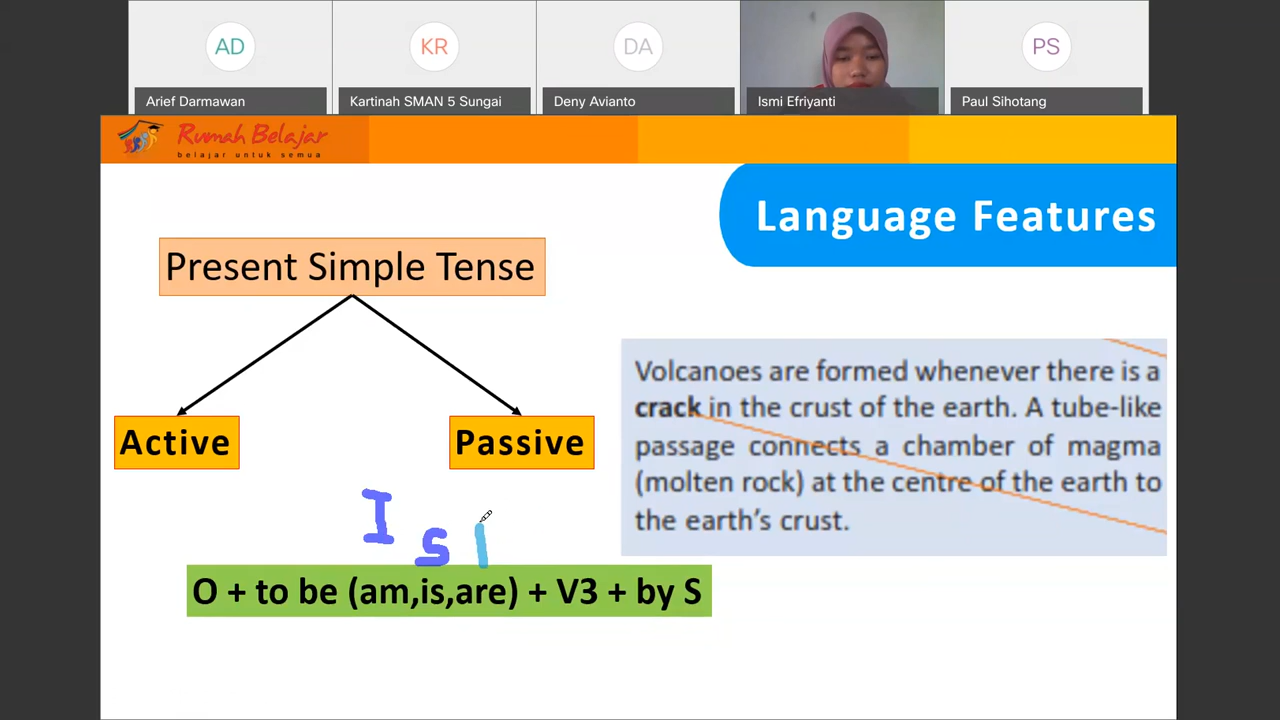 AD
KR
DA
PS
Arief Darmawan
Kartinah SMAN 5 Sungai
Deny Avianto
Ismi Efriyanti
Paul Sihotang
Rumah Belajar
belajar untuk semua
Language Features
Present Simple Tense
Active
Passive
Volcanoes are formed whenever there is a
crack in the crust of the earth. A tube-like
passage connects a chamber of magma
(molten rock) at the centre of the earth to
the earth's crust.
I s l
O + to be (am,is,are) + V3 + by S